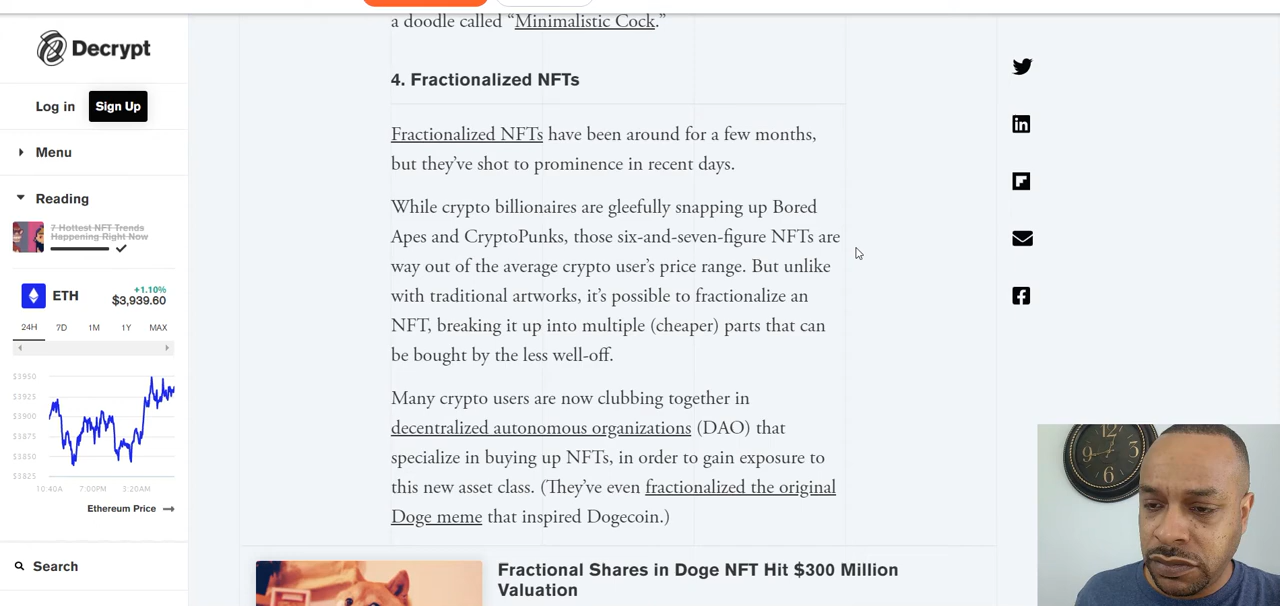 a doodle called “Minimalistic Cock.”
Decrypt
Log in
Sign Up
Menu
Reading
7 Hottest NFT Trends
Happening Right Now
ETH
+1.10%
$3,939.60
24H 7D 1M 1Y MAX
$3950
$3925
$3900
$3875
$3850
$3825
10:40A 7:00PM 3:20AM
Ethereum Price
Search
4. Fractionalized NFTs
Fractionalized NFTs have been around for a few months,
but they’ve shot to prominence in recent days.
While crypto billionaires are gleefully snapping up Bored
Apes and CryptoPunks, those six-and-seven-figure NFTs are
way out of the average crypto user’s price range. But unlike
with traditional artworks, it’s possible to fractionalize an
NFT, breaking it up into multiple (cheaper) parts that can
be bought by the less well-off.
Many crypto users are now clubbing together in
decentralized autonomous organizations (DAO) that
specialize in buying up NFTs, in order to gain exposure to
this new asset class. (They’ve even fractionalized the original
Doge meme that inspired Dogecoin.)
Fractional Shares in Doge NFT Hit $300 Million
Valuation
12
9
3
6